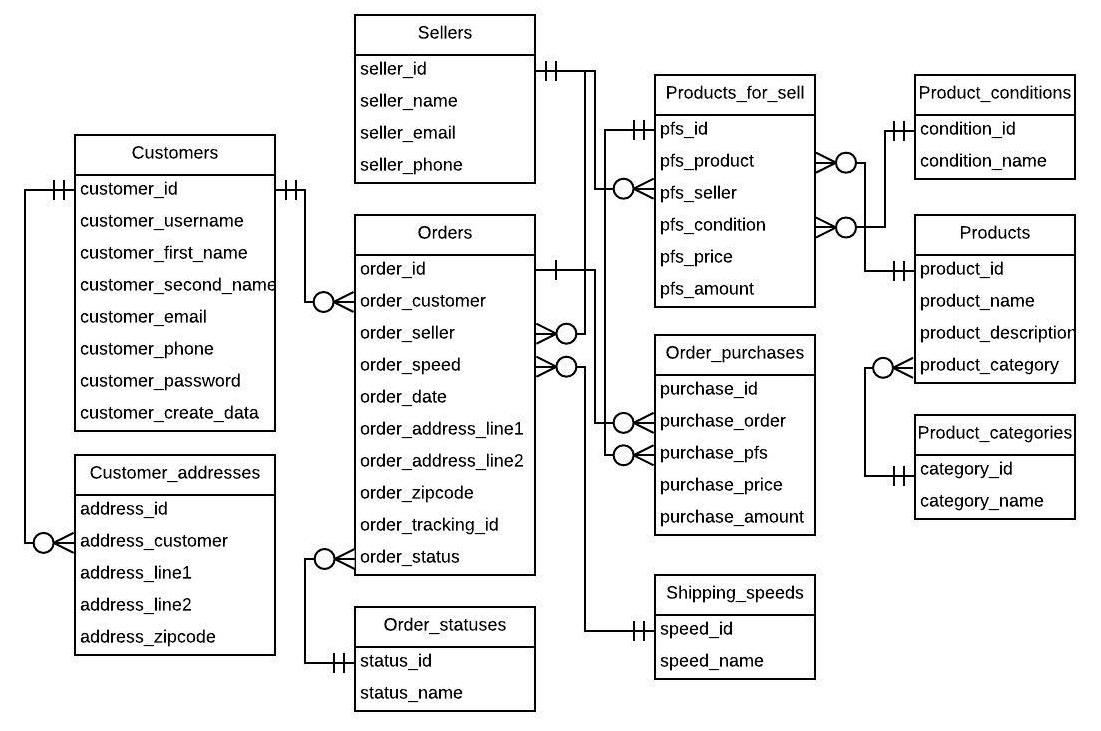 Sellers
seller_id
seller_name
seller_email
seller_phone
Customers
customer_id
customer_username
customer_first_name
customer_second_name
customer_email
customer_phone
customer_password
customer_create_data
Customer_addresses
address_id
address_customer
address_line1
address_line2
address_zipcode
Orders
order_id
order_customer
order_seller
order_speed
order_date
order_address_line1
order_address_line2
order_zipcode
order_tracking_id
order_status
Order_statuses
status_id
status_name
Products_for_sell
pfs_id
pfs_product
pfs_seller
pfs_condition
pfs_price
pfs_amount
Order_purchases
purchase_id
purchase_order
purchase_pfs
purchase_price
purchase_amount
Shipping_speeds
speed_id
speed_name
Product_conditions
condition_id
condition_name
Products
product_id
product_name
product_description
product_category
Product_categories
category_id
category_name